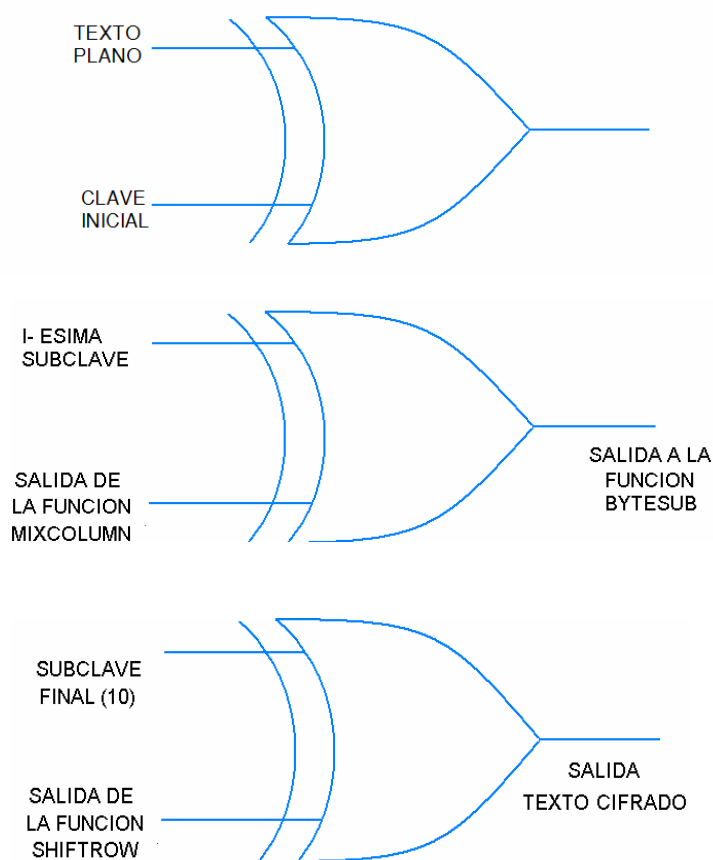 TEXTO
PLANO
CLAVE
INICIAL
I- ESIMA
SUBCLAVE
SALIDA DE
LA FUNCION
MIXCOLUMN
SALIDA A LA
FUNCION
BYTESUB
SUBCLAVE
FINAL (10)
SALIDA DE
LA FUNCION
SHIFTROW
SALIDA
TEXTO CIFRADO